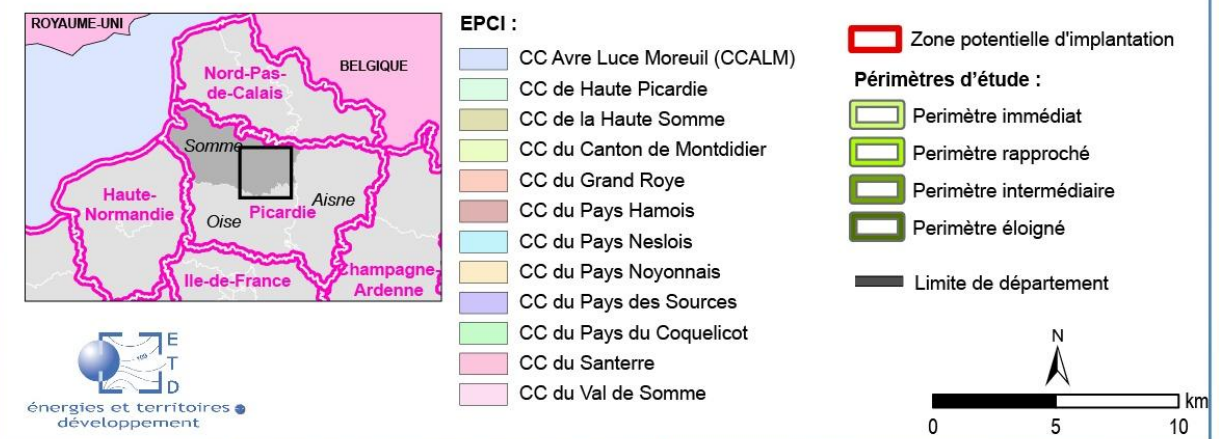 ROYAUME-UNI
BELGIQUE
Nord-Pas-
de-Calais
Somme
Haute-
Normandie
Oise
Picardie
Aisne
Ile-de-France
Champagne-
Ardenne
E
T
D
énergies et territoires
développement
EPCI :
CC Avre Luce Moreuil (CCALM)
CC de Haute Picardie
CC de la Haute Somme
CC du Canton de Montdidier
CC du Grand Roye
CC du Pays Hamois
CC du Pays Neslois
CC du Pays Noyonnais
CC du Pays des Sources
CC du Pays du Coquelicot
CC du Santerre
CC du Val de Somme
Zone potentielle d'implantation
Périmètres d’étude :
Perimètre immédiat
Perimètre rapproché
Perimètre intermédiaire
Perimètre éloigné
Limite de département
N
km
0 5 10